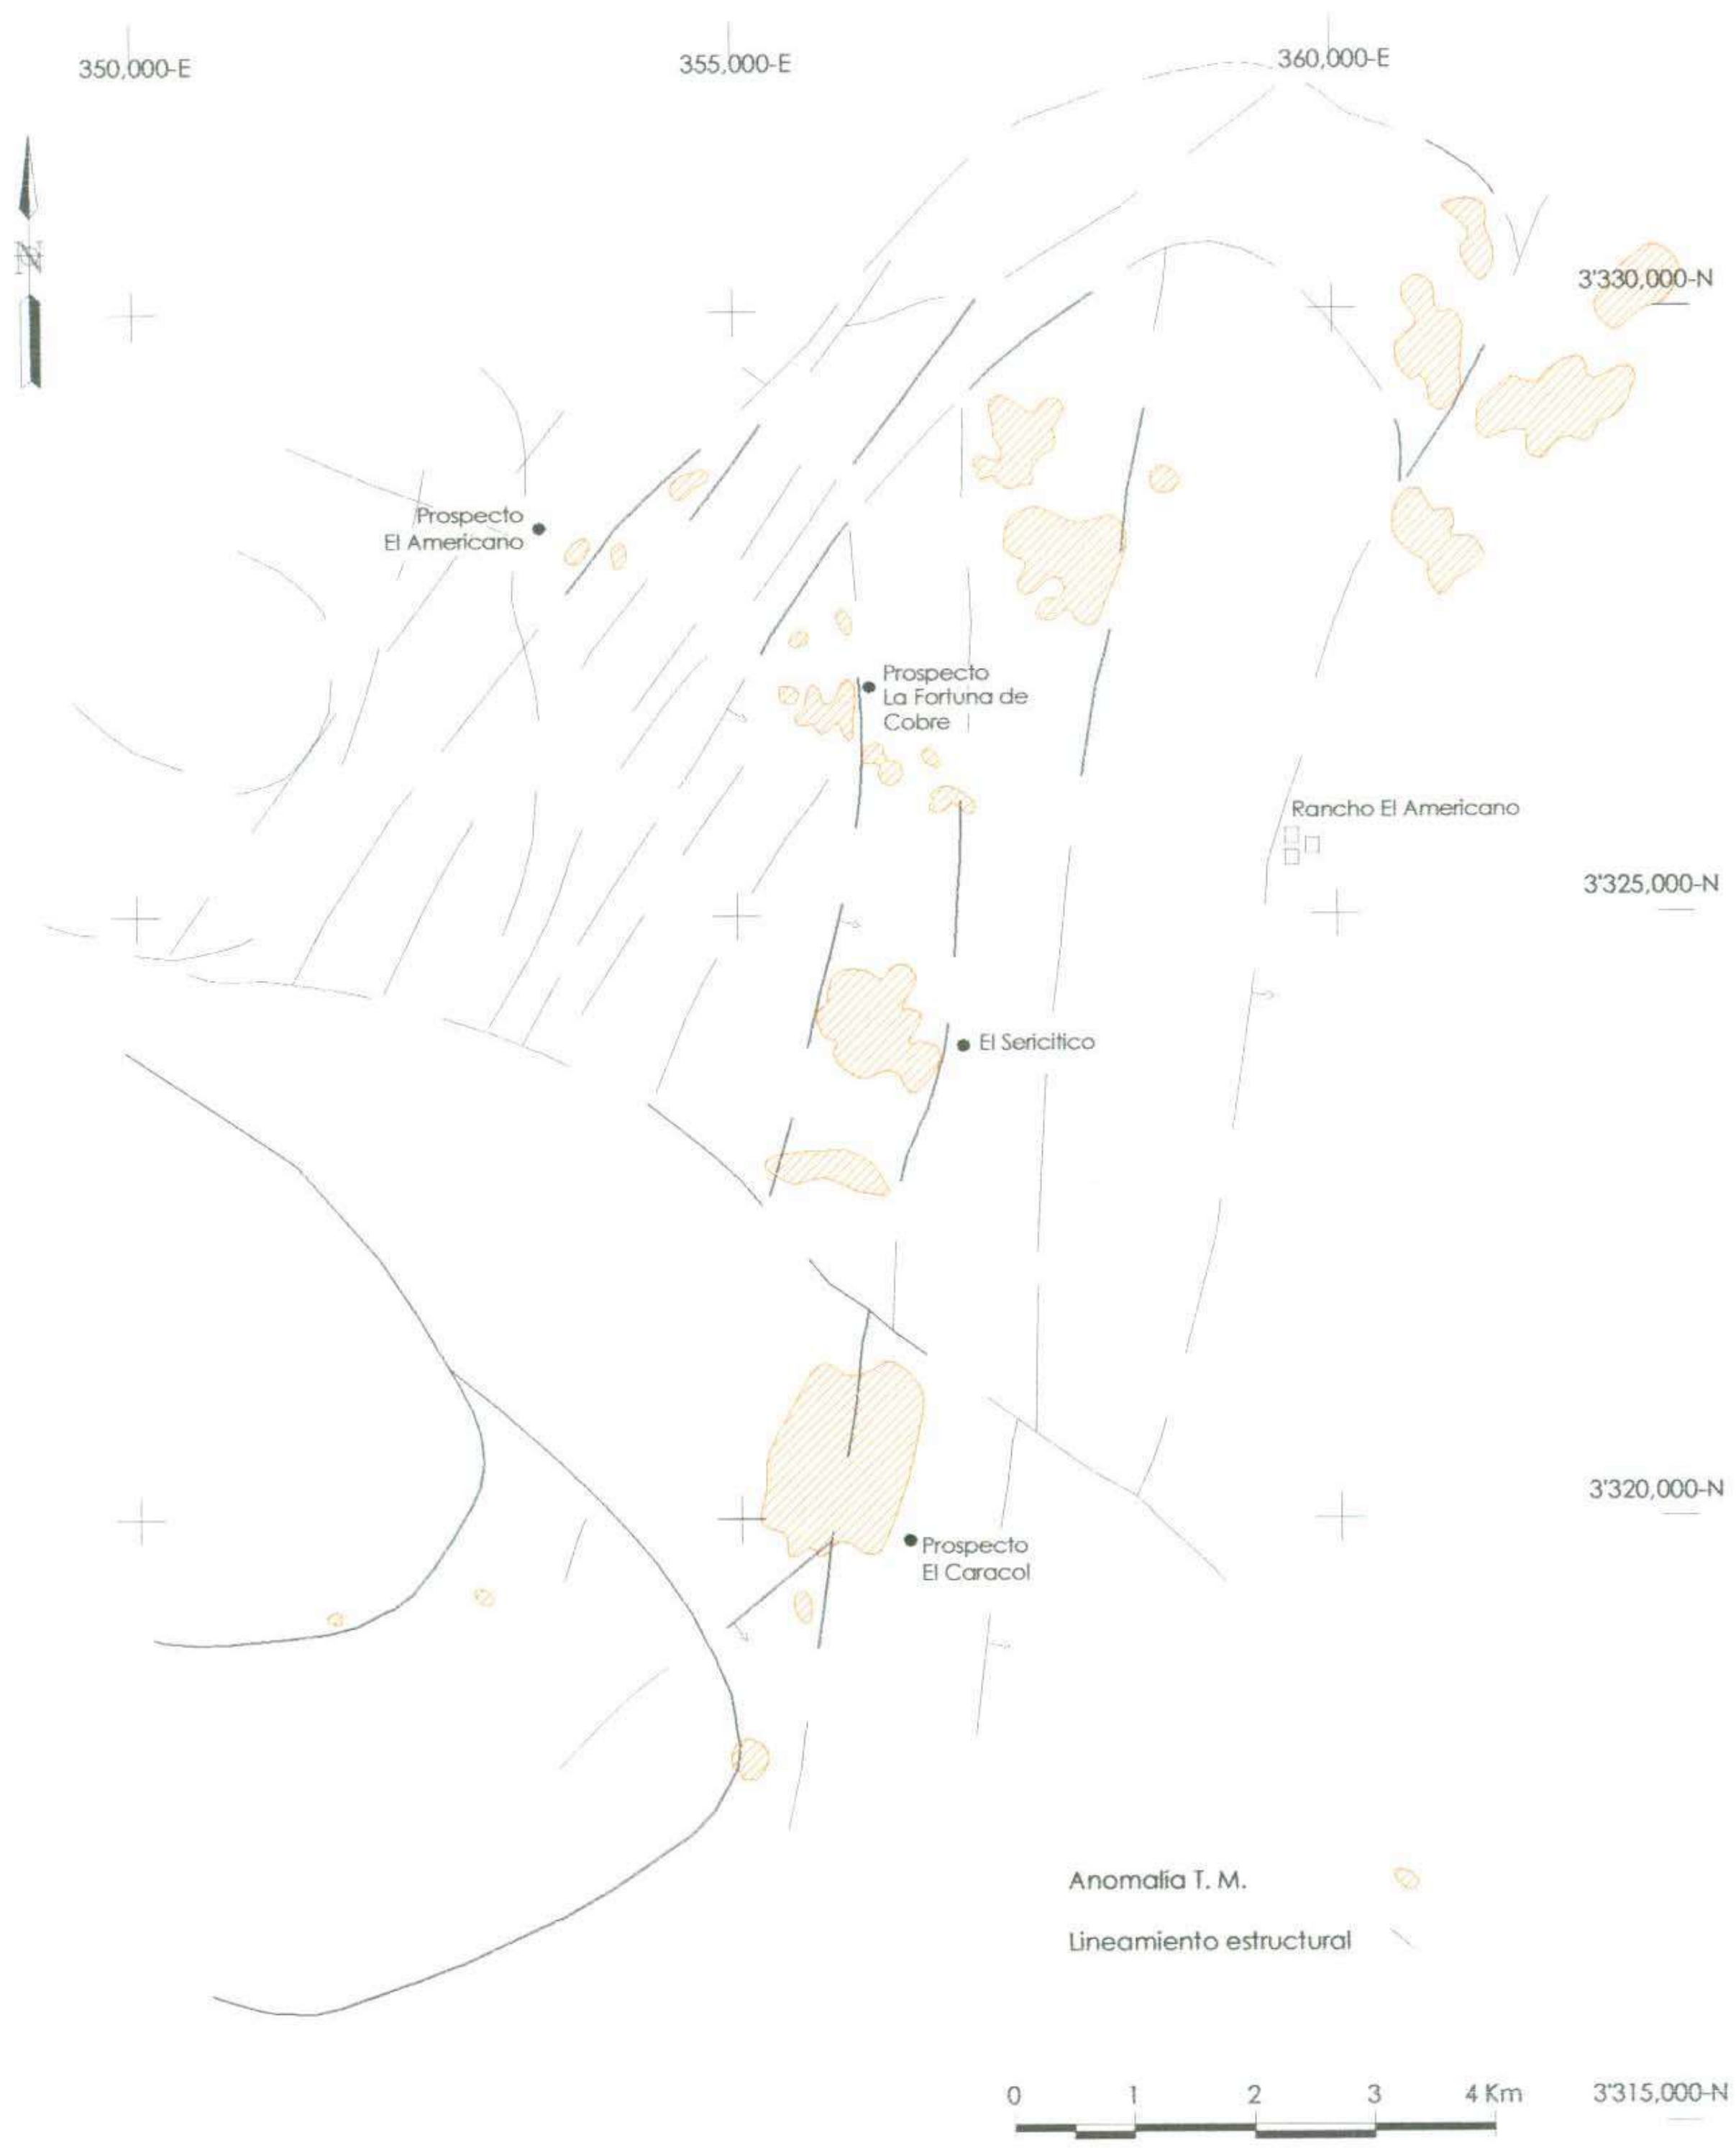 350,000-E
355,000-E
360,000-E
N
3'330,000-N
Prospecto
El Americano
Prospecto
La Fortuna de
Cobre
Rancho El Americano
3'325,000-N
El Sericitico
3'320,000-N
Prospecto
El Caracol
Anomalía T. M.
Lineamiento estructural
0 1 2 3 4 Km
3'315,000-N